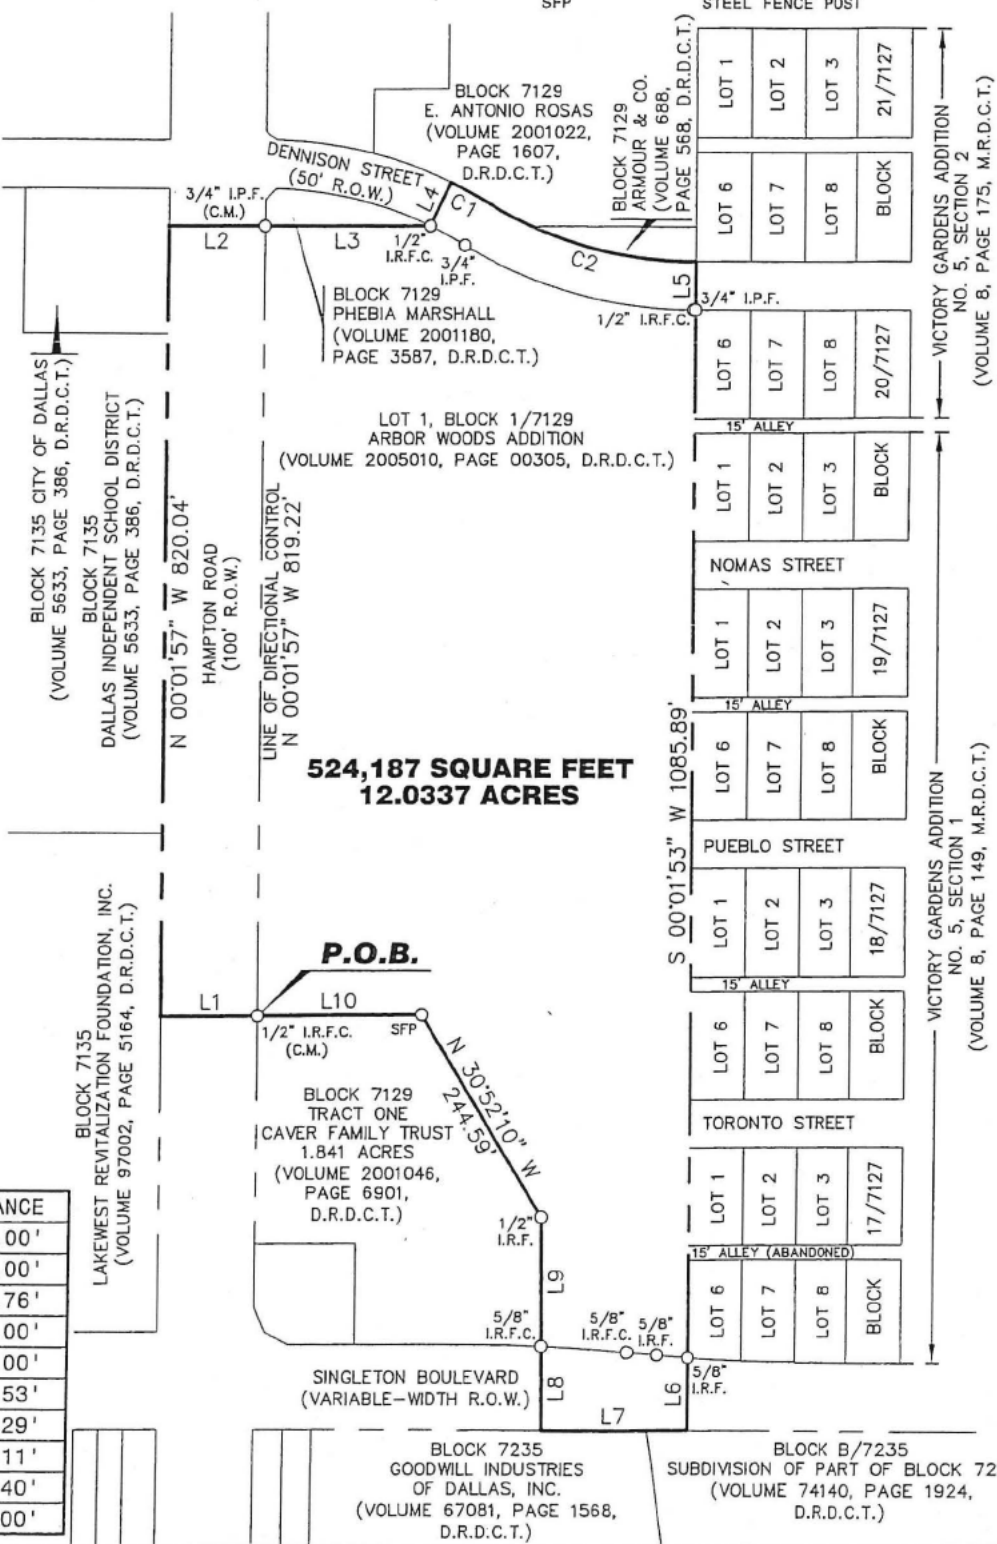 SFP
STEEL FENCE POST
BLOCK 7129
E. ANTONIO ROSAS
(VOLUME 2001022,
PAGE 1607,
D.R.D.C.T.)
BLOCK 7129
ARMOUR & CO.
(VOLUME 688,
PAGE 568, D.R.D.C.T.)
DENNISON STREET
(50' R.O.W.)
3/4" I.P.F.
(C.M.)
L2
L3
L4
C1
C2
L5
1/2"
I.R.F.C.
3/4"
I.P.F.
3/4" I.P.F.
1/2" I.R.F.C.
BLOCK 7129
PHEBIA MARSHALL
(VOLUME 2001180,
PAGE 3587, D.R.D.C.T.)
LOT 1, BLOCK 1/7129
ARBOR WOODS ADDITION
(VOLUME 2005010, PAGE 00305, D.R.D.C.T.)
BLOCK 7135 CITY OF DALLAS
(VOLUME 5633, PAGE 386, D.R.D.C.T.)
BLOCK 7135
DALLAS INDEPENDENT SCHOOL DISTRICT
(VOLUME 5633, PAGE 386, D.R.D.C.T.)
N 00°01'57" W 820.04'
HAMPTON ROAD
(100' R.O.W.)
LINE OF DIRECTIONAL CONTROL
N 00°01'57" W 819.22'
524,187 SQUARE FEET
12.0337 ACRES
S 00°01'53" W 1085.89'
LOT 1
LOT 2
LOT 3
21/7127
LOT 6
LOT 7
LOT 8
BLOCK
LOT 6
LOT 7
LOT 8
20/7127
15' ALLEY
LOT 1
LOT 2
LOT 3
BLOCK
NOMAS STREET
LOT 1
LOT 2
LOT 3
19/7127
15' ALLEY
LOT 6
LOT 7
LOT 8
BLOCK
PUEBLO STREET
LOT 1
LOT 2
LOT 3
18/7127
15' ALLEY
LOT 6
LOT 7
LOT 8
BLOCK
TORONTO STREET
LOT 1
LOT 2
LOT 3
17/7127
15' ALLEY (ABANDONED)
LOT 6
LOT 7
LOT 8
BLOCK
VICTORY GARDENS ADDITION
NO. 5, SECTION 2
(VOLUME 8, PAGE 175, M.R.D.C.T.)
VICTORY GARDENS ADDITION
NO. 5, SECTION 1
(VOLUME 8, PAGE 149, M.R.D.C.T.)
P.O.B.
L1
L10
1/2" I.R.F.C.
(C.M.)
SFP
N 30°52'10" W
244.59'
BLOCK 7135
LAKEWEST REVITALIZATION FOUNDATION, INC.
(VOLUME 97002, PAGE 5164, D.R.D.C.T.)
BLOCK 7129
TRACT ONE
CAVER FAMILY TRUST
1.841 ACRES
(VOLUME 2001046,
PAGE 6901,
D.R.D.C.T.)
1/2"
I.R.F.
L9
5/8"
I.R.F.C.
5/8"
I.R.F.C.
5/8"
I.R.F.
5/8"
I.R.F.
SINGLETON BOULEVARD
(VARIABLE-WIDTH R.O.W.)
L8
L7
L6
BLOCK 7235
GOODWILL INDUSTRIES
OF DALLAS, INC.
(VOLUME 67081, PAGE 1568,
D.R.D.C.T.)
BLOCK B/7235
SUBDIVISION OF PART OF BLOCK 72
(VOLUME 74140, PAGE 1924,
D.R.D.C.T.)
ANCE
00'
00'
76'
00'
00'
53'
29'
11'
40'
00'